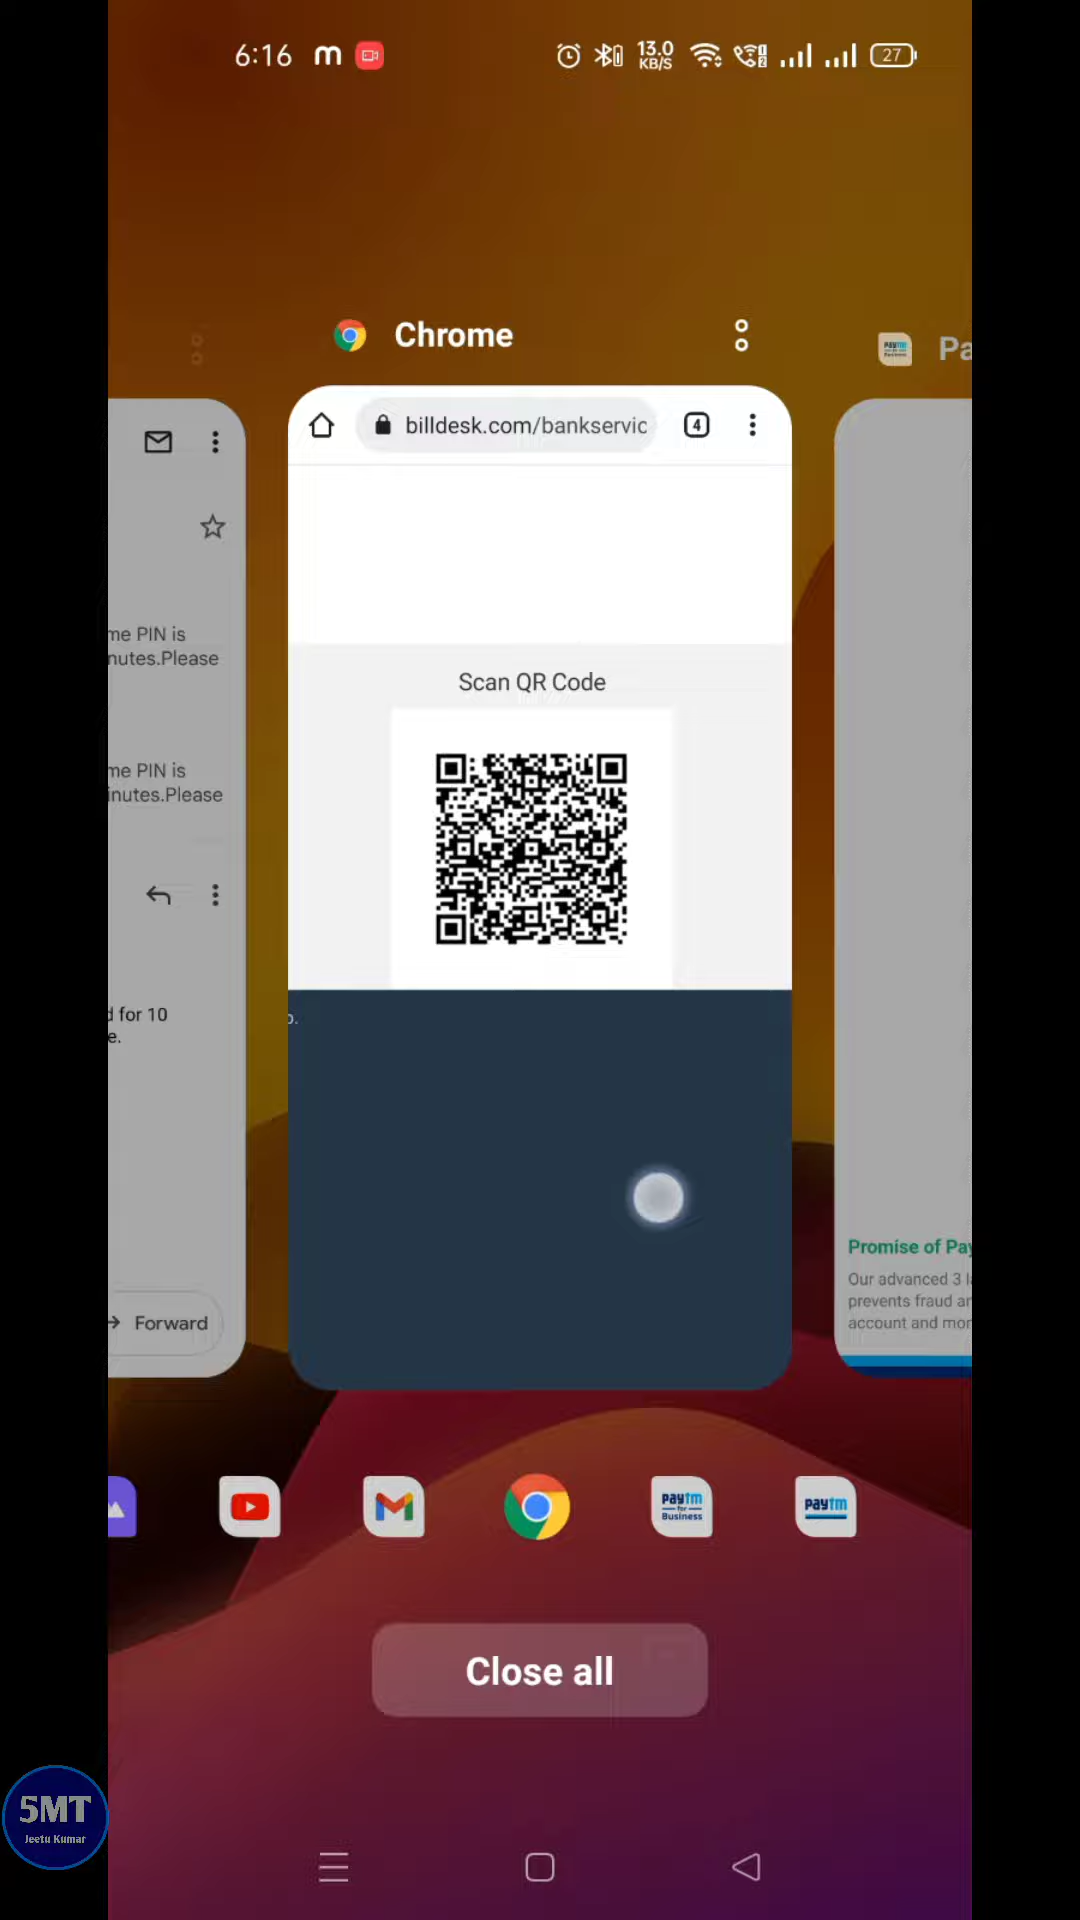 6:16 m 13.0 KB/S 27
Chrome
Pa
billdesk.com/bankservic 4
me PIN is
nutes.Please
Scan QR Code
me PIN is
inutes.Please
d for 10
e.
o.
Promise of Pay
Our advanced 3 l
prevents fraud an
account and mor
Forward
paytm for Business
paytm
Close all
5MT
Jeetu Kumar